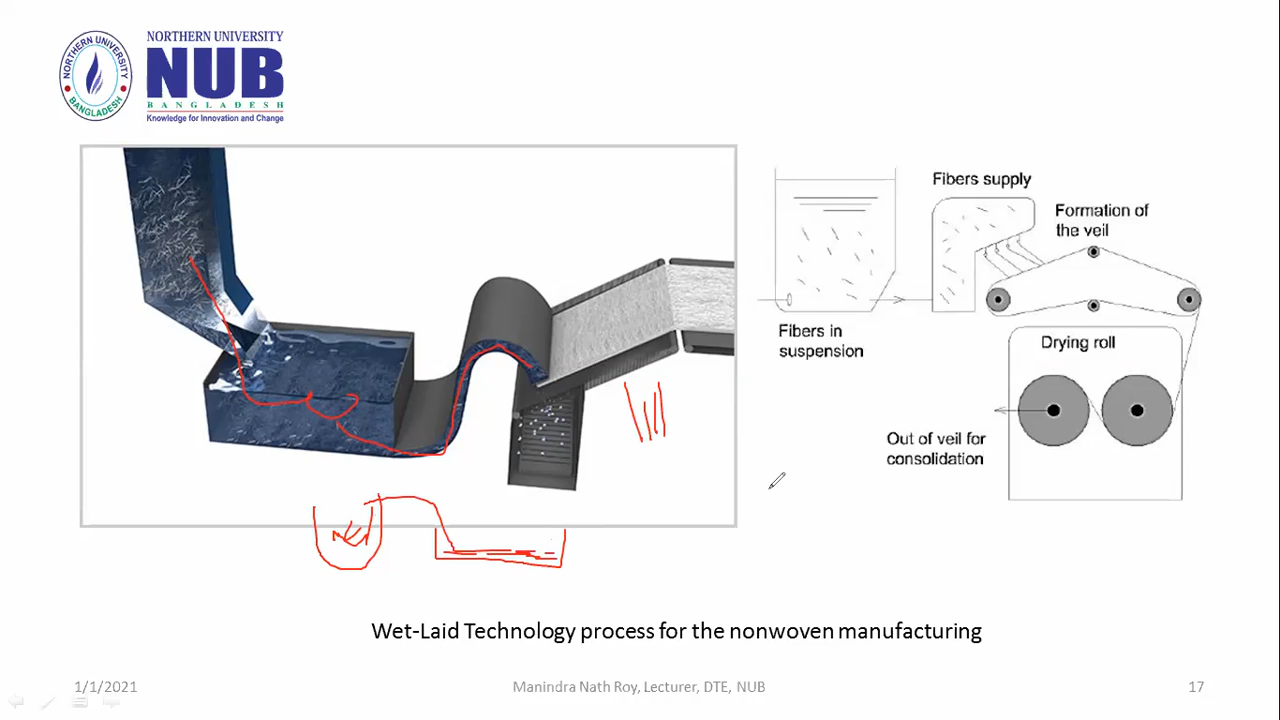 NORTHERN UNIVERSITY
NUB
BANGLADESH
Knowledge for Innovation and Change
NORTHERN UNIVERSITY
BANGLADESH
Fibers supply
Formation of
the veil
Fibers in
suspension
Drying roll
Out of veil for
consolidation
Wet-Laid Technology process for the nonwoven manufacturing
1/1/2021
Manindra Nath Roy, Lecturer, DTE, NUB
17